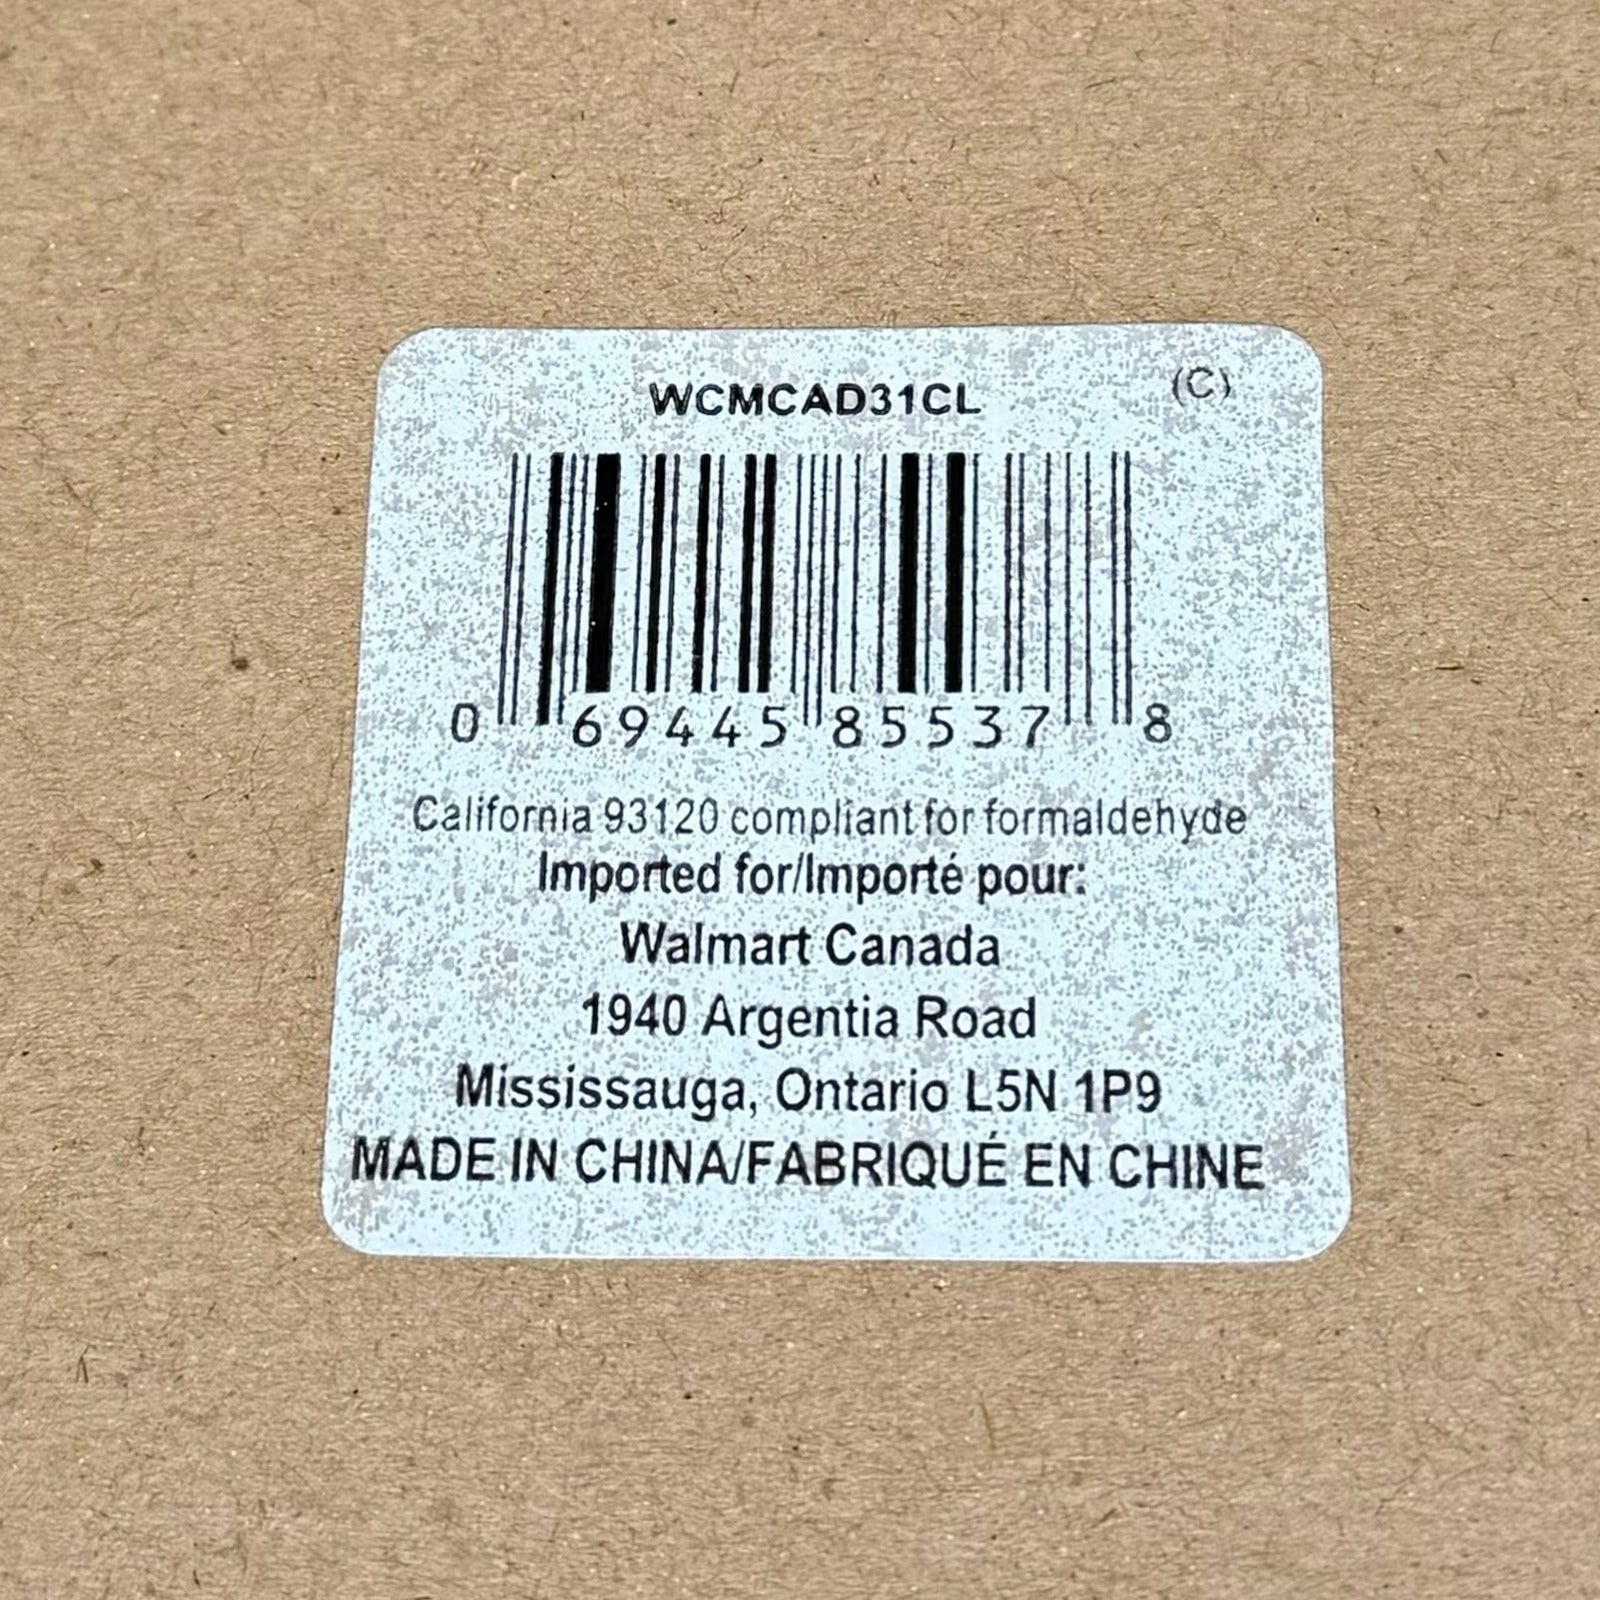 WCMCAD31CL (C)
0 69445 85537 8
California 93120 compliant for formaldehyde
Imported for/Importé pour:
Walmart Canada
1940 Argentia Road
Mississauga, Ontario L5N 1P9
MADE IN CHINA/FABRIQUÉ EN CHINE